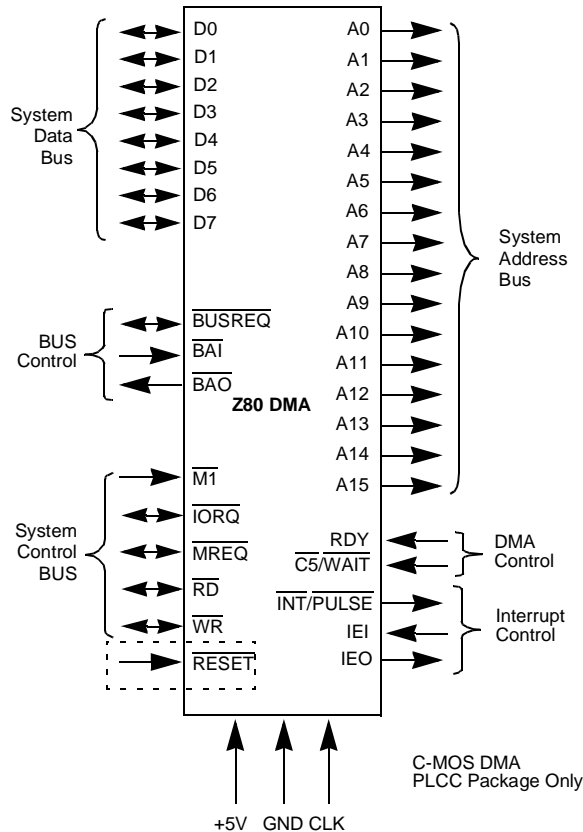 D0
D1
D2
D3
D4
D5
D6
D7
System
Data
Bus
BUSREQ
BAI
BAO
BUS
Control
Z80 DMA
M1
IORQ
MREQ
RD
WR
RESET
System
Control
BUS
A0
A1
A2
A3
A4
A5
A6
A7
A8
A9
A10
A11
A12
A13
A14
A15
System
Address
Bus
RDY
C5/WAIT
DMA
Control
INT/PULSE
IEI
IEO
Interrupt
Control
+5V GND CLK
C-MOS DMA
PLCC Package Only